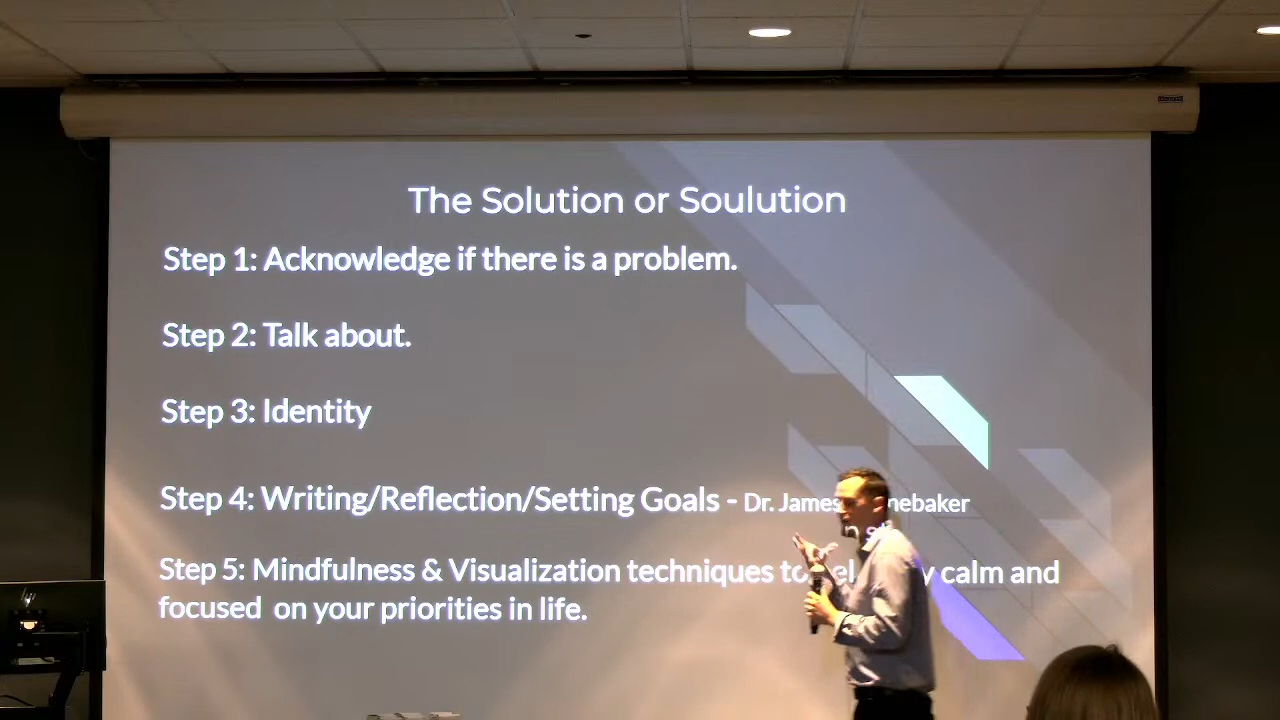 The Solution or Soulution
Step 1: Acknowledge if there is a problem.
Step 2: Talk about.
Step 3: Identity
Step 4: Writing/Reflection/Setting Goals - Dr. James
Step 5: Mindfulness & Visualization techniques to calm and
focused on your priorities in life.